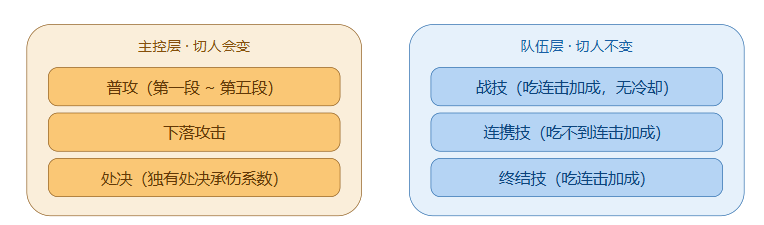 主控层 · 切人会变
普攻（第一段 ~ 第五段）
下落攻击
处决（独有处决承伤系数）
队伍层 · 切人不变
战技（吃连击加成，无冷却）
连携技（吃不到连击加成）
终结技（吃连击加成）